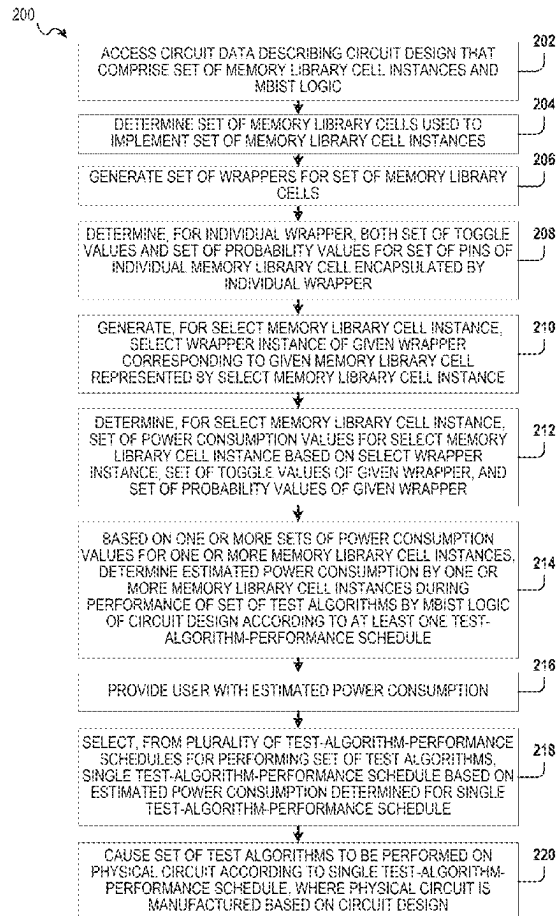 200
202
ACCESS CIRCUIT DATA DESCRIBING CIRCUIT DESIGN THAT
COMPRISE SET OF MEMORY LIBRARY CELL INSTANCES AND
MBIST LOGIC
204
DETERMINE SET OF MEMORY LIBRARY CELLS USED TO
IMPLEMENT SET OF MEMORY LIBRARY CELL INSTANCES
206
GENERATE SET OF WRAPPERS FOR SET OF MEMORY LIBRARY
CELLS
208
DETERMINE, FOR INDIVIDUAL WRAPPER, BOTH SET OF TOGGLE
VALUES AND SET OF PROBABILITY VALUES FOR SET OF PINS OF
INDIVIDUAL MEMORY LIBRARY CELL ENCAPSULATED BY
INDIVIDUAL WRAPPER
210
GENERATE, FOR SELECT MEMORY LIBRARY CELL INSTANCE,
SELECT WRAPPER INSTANCE OF GIVEN WRAPPER
CORRESPONDING TO GIVEN MEMORY LIBRARY CELL
REPRESENTED BY SELECT MEMORY LIBRARY CELL INSTANCE
212
DETERMINE, FOR SELECT MEMORY LIBRARY CELL INSTANCE,
SET OF POWER CONSUMPTION VALUES FOR SELECT MEMORY
LIBRARY CELL INSTANCE BASED ON SELECT WRAPPER
INSTANCE, SET OF TOGGLE VALUES OF GIVEN WRAPPER, AND
SET OF PROBABILITY VALUES OF GIVEN WRAPPER
214
BASED ON ONE OR MORE SETS OF POWER CONSUMPTION
VALUES FOR ONE OR MORE MEMORY LIBRARY CELL INSTANCES,
DETERMINE ESTIMATED POWER CONSUMPTION BY ONE OR
MORE MEMORY LIBRARY CELL INSTANCES DURING
PERFORMANCE OF SET OF TEST ALGORITHMS BY MBIST LOGIC
OF CIRCUIT DESIGN ACCORDING TO AT LEAST ONE TEST-
ALGORITHM-PERFORMANCE SCHEDULE
216
PROVIDE USER WITH ESTIMATED POWER CONSUMPTION
218
SELECT, FROM PLURALITY OF TEST-ALGORITHM-PERFORMANCE
SCHEDULES FOR PERFORMING SET OF TEST ALGORITHMS,
SINGLE TEST-ALGORITHM-PERFORMANCE SCHEDULE BASED ON
ESTIMATED POWER CONSUMPTION DETERMINED FOR SINGLE
TEST-ALGORITHM-PERFORMANCE SCHEDULE
220
CAUSE SET OF TEST ALGORITHMS TO BE PERFORMED ON
PHYSICAL CIRCUIT ACCORDING TO SINGLE TEST-ALGORITHM-
PERFORMANCE SCHEDULE, WHERE PHYSICAL CIRCUIT IS
MANUFACTURED BASED ON CIRCUIT DESIGN